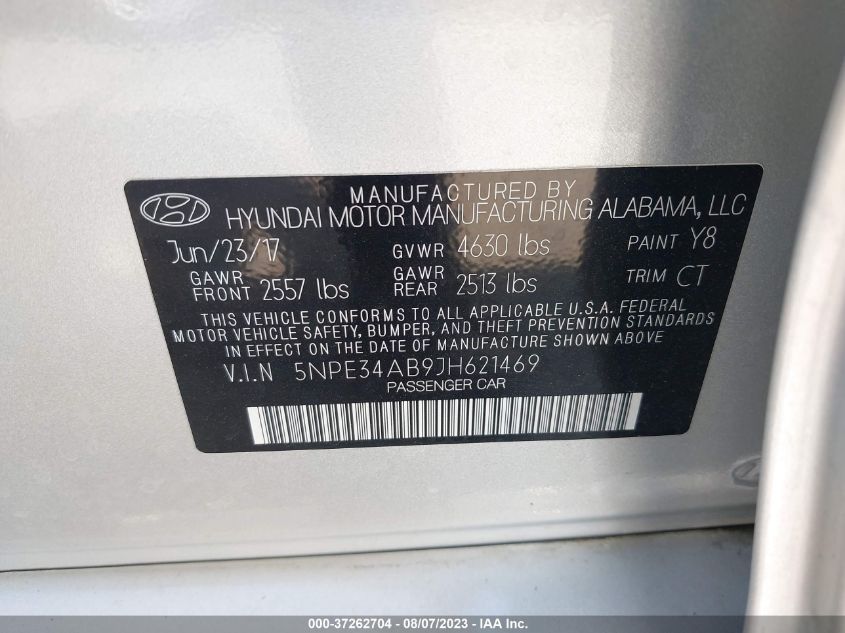 MANUFACTURED BY
HYUNDAI MOTOR MANUFACTURING ALABAMA, LLC
Jun/23/17 GVWR 4630 lbs PAINT Y8
GAWR FRONT 2557 lbs GAWR REAR 2513 lbs TRIM CT
THIS VEHICLE CONFORMS TO ALL APPLICABLE U.S.A. FEDERAL
MOTOR VEHICLE SAFETY, BUMPER, AND THEFT PREVENTION STANDARDS
IN EFFECT ON THE DATE OF MANUFACTURE SHOWN ABOVE
V.I.N 5NPE34AB9JH621469
PASSENGER CAR
000-37262704 - 08/07/2023 - © IAA Inc.